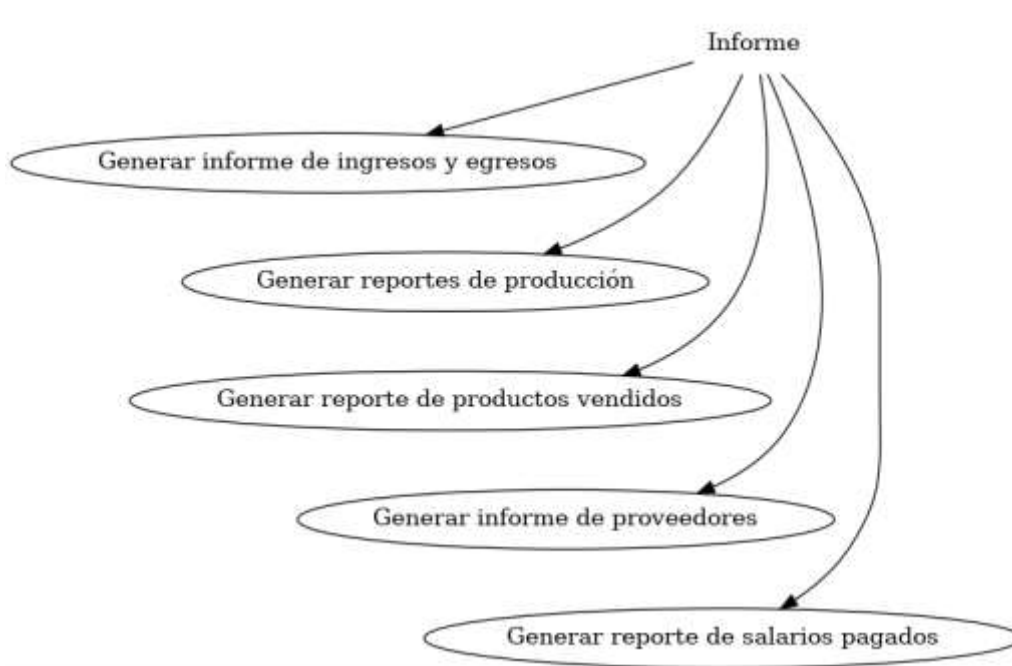 Informe
Generar informe de ingresos y egresos
Generar reportes de producción
Generar reporte de productos vendidos
Generar informe de proveedores
Generar reporte de salarios pagados